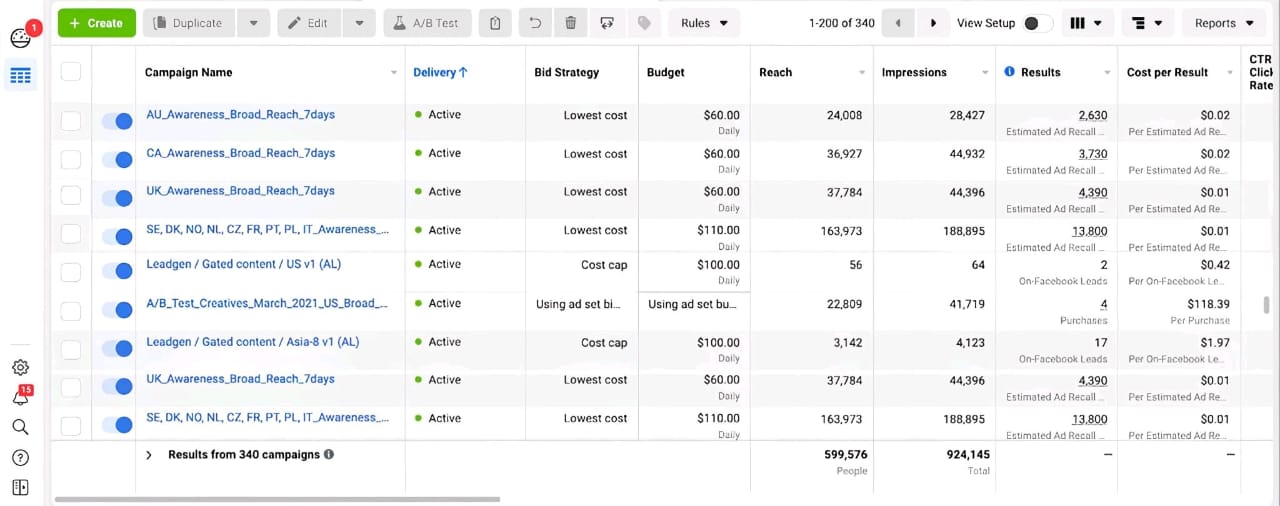 1
+ Create
Duplicate
Edit
A/B Test
Rules
1-200 of 340
View Setup
Reports
Campaign Name
Delivery↑
Bid Strategy
Budget
Reach
Impressions
Results
Cost per Result
CTR
Click
Rate
AU_Awareness_Broad_Reach_7days Active Lowest cost $60.00 24,008 28,427 2,630 $0.02
Daily Estimated Ad Recall ... Per Estimated Ad Re...
CA_Awareness_Broad_Reach_7days Active Lowest cost $60.00 36,927 44,932 3,730 $0.02
Daily Estimated Ad Recall ... Per Estimated Ad Re...
UK_Awareness_Broad_Reach_7days Active Lowest cost $60.00 37,784 44,396 4,390 $0.01
Daily Estimated Ad Recall ... Per Estimated Ad Re...
SE, DK, NO, NL, CZ, FR, PT, PL, IT_Awareness_... Active Lowest cost $110.00 163,973 188,895 13,800 $0.01
Daily Estimated Ad Recall ... Per Estimated Ad Re...
Leadgen / Gated content / US v1 (AL) Active Cost cap $100.00 56 64 2 $0.42
Daily On-Facebook Leads Per On-Facebook Le...
A/B_Test_Creatives_March_2021_US_Broad_... Active Using ad set bi... Using ad set bu... 22,809 41,719 4 $118.39
Purchases Per Purchase
Leadgen / Gated content / Asia-8 v1 (AL) Active Cost cap $100.00 3,142 4,123 17 $1.97
Daily On-Facebook Leads Per On-Facebook Le...
UK_Awareness_Broad_Reach_7days Active Lowest cost $60.00 37,784 44,396 4,390 $0.01
Daily Estimated Ad Recall ... Per Estimated Ad Re...
15
SE, DK, NO, NL, CZ, FR, PT, PL, IT_Awareness_... Active Lowest cost $110.00 163,973 188,895 13,800 $0.01
Daily Estimated Ad Recall ... Per Estimated Ad Re...
Results from 340 campaigns 599,576 924,145 — —
People Total